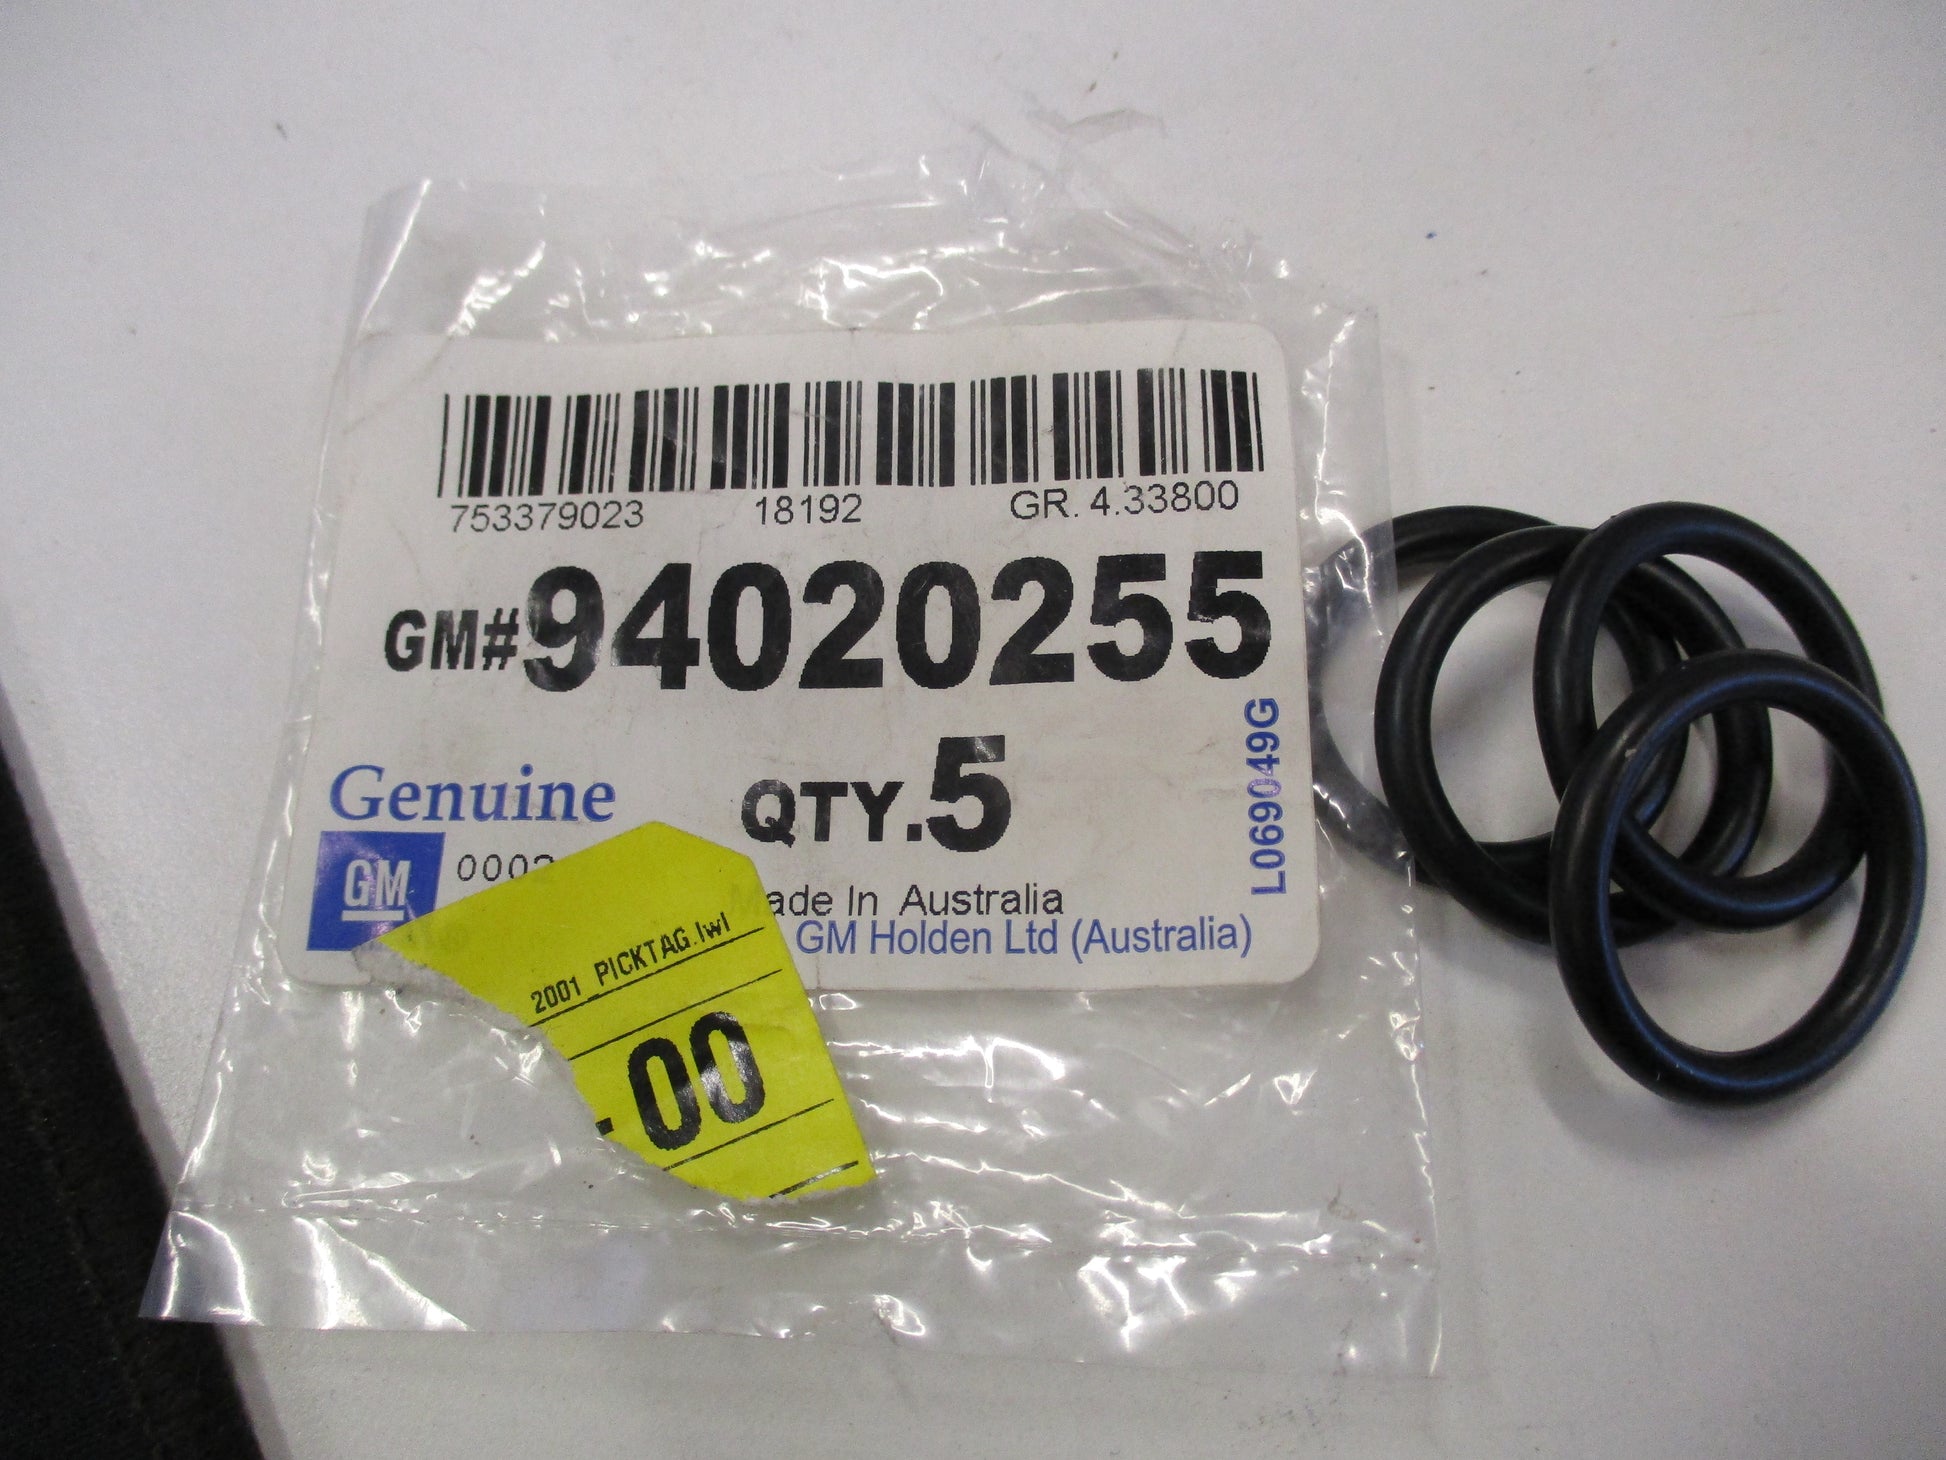 753379023 18192 GR. 4.33800
GM#94020255
QTY.5
L069049G
Genuine
GM
Made In Australia
GM Holden Ltd (Australia)
2001 PICKTAG.lwl
-00